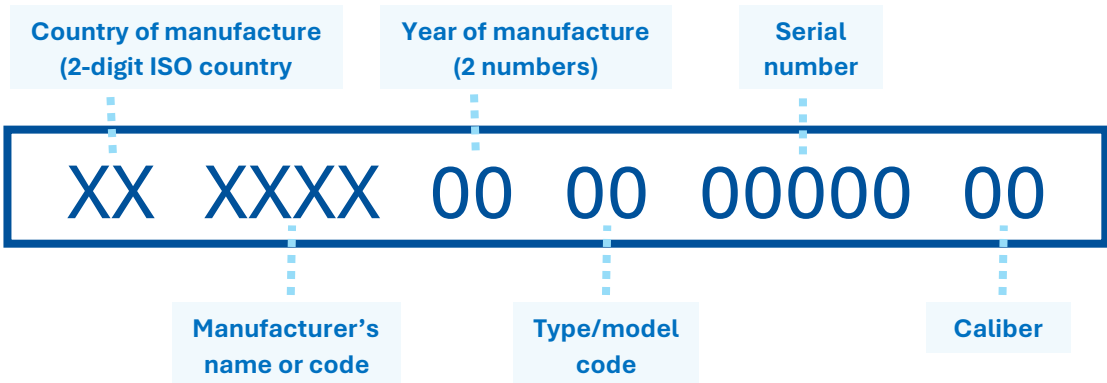 Country of manufacture
(2-digit ISO country
Year of manufacture
(2 numbers)
Serial
number
XX XXXX 00 00 00000 00
Manufacturer’s
name or code
Type/model
code
Caliber